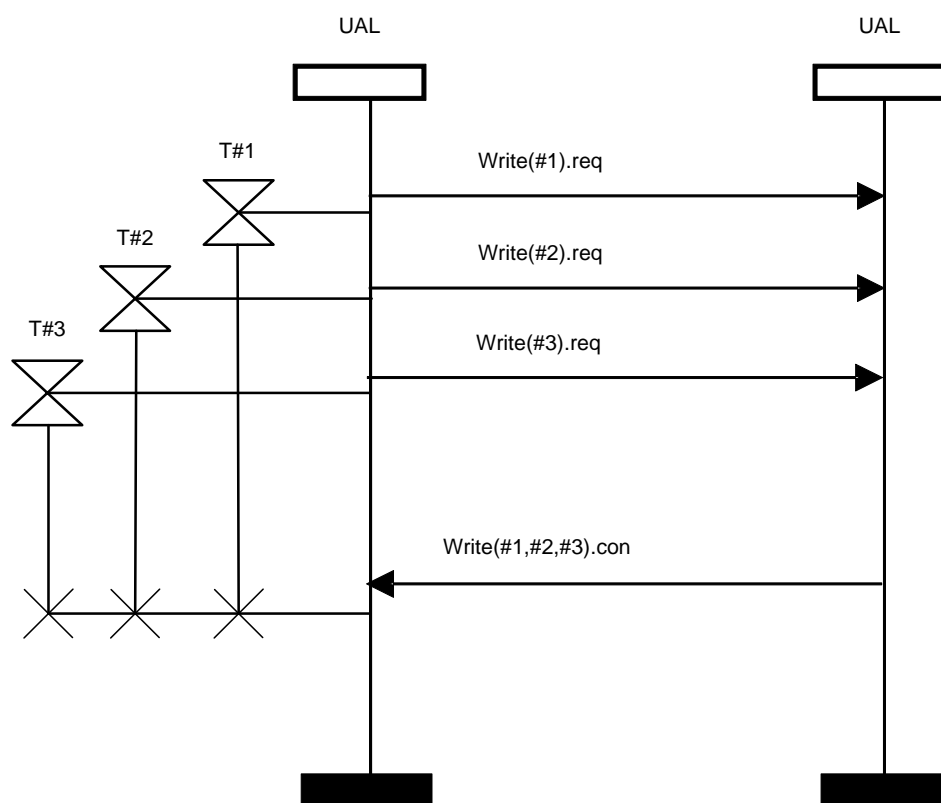 UAL
UAL
T#1
Write(#1).req
T#2
Write(#2).req
T#3
Write(#3).req
Write(#1,#2,#3).con